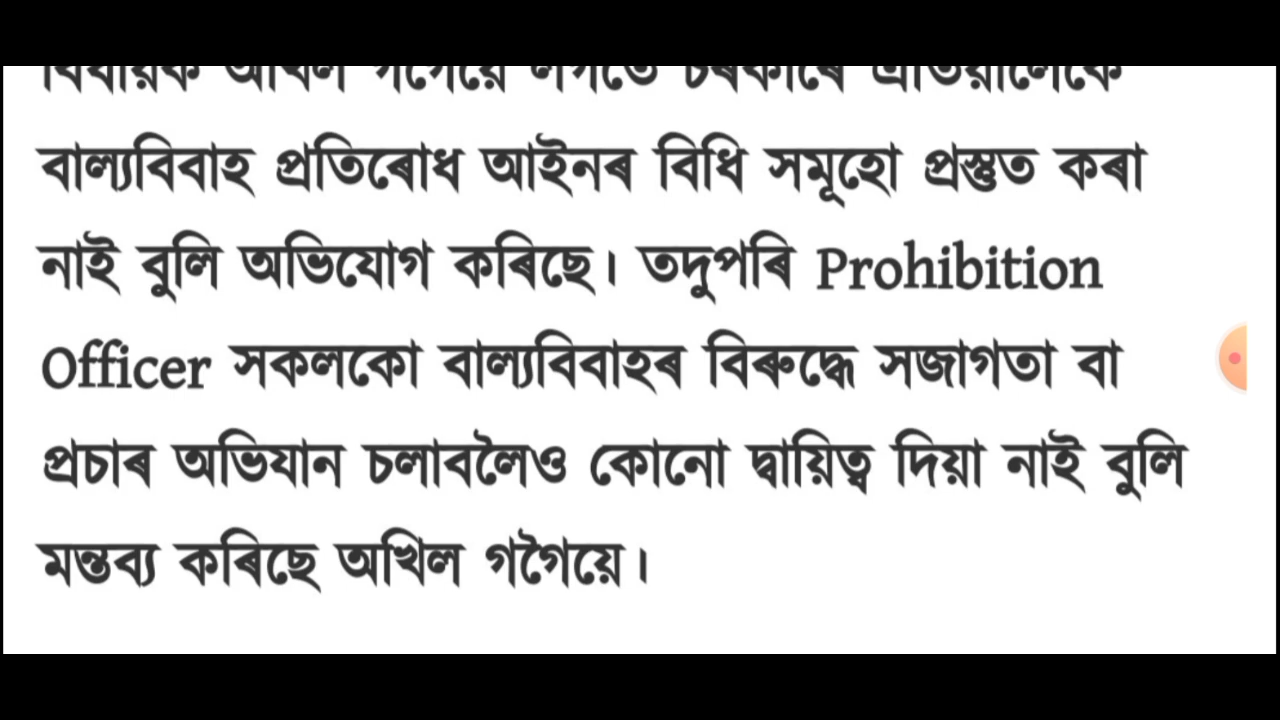 বাল্যবিবাহ প্ৰতিৰোধ আইনৰ বিধি সমূহো প্ৰস্তুত কৰা
নাই বুলি অভিযোগ কৰিছে। তদুপৰি Prohibition
Officer সকলকো বাল্যবিবাহৰ বিৰুদ্ধে সজাগতা বা
প্ৰচাৰ অভিযান চলাবলৈও কোনো দ্বায়িত্ব দিয়া নাই বুলি
মন্তব্য কৰিছে অখিল গগৈয়ে।